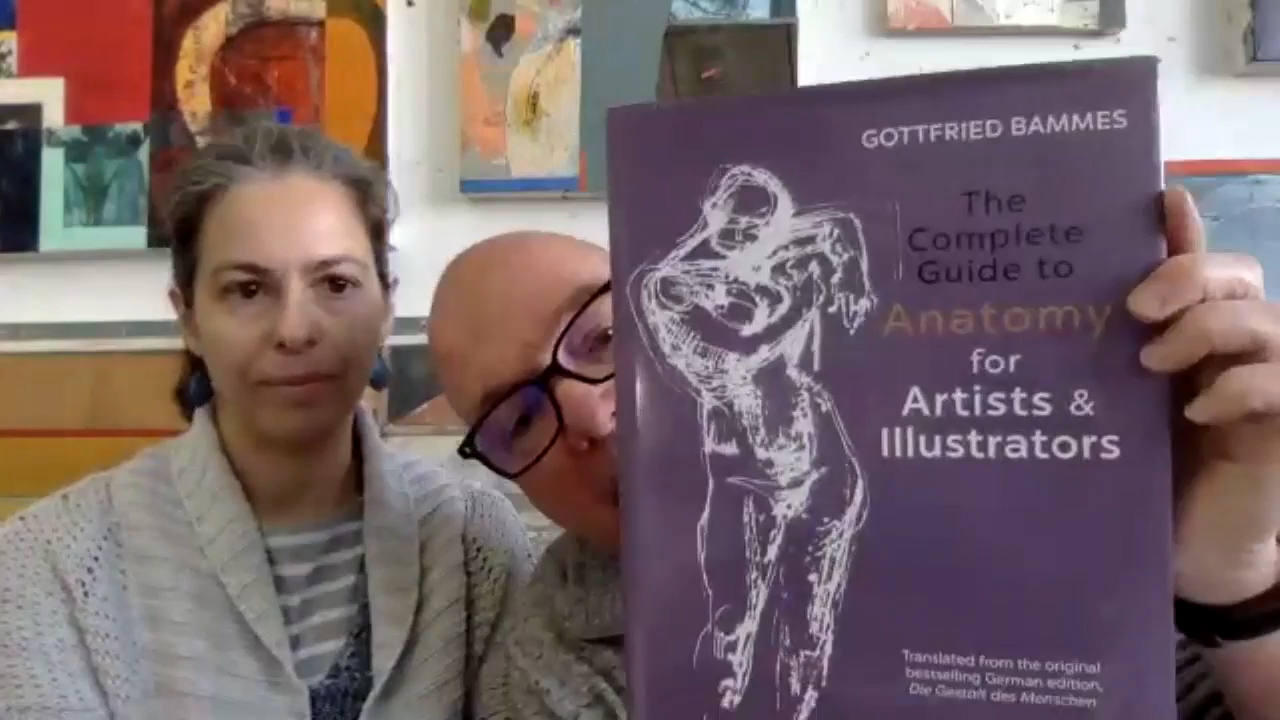 GOTTFRIED BAMMES
The
Complete
Guide to
Anatomy
for
Artists &
Illustrators
Translated from the original
bestselling German edition,
Die Gestalt des Menschen